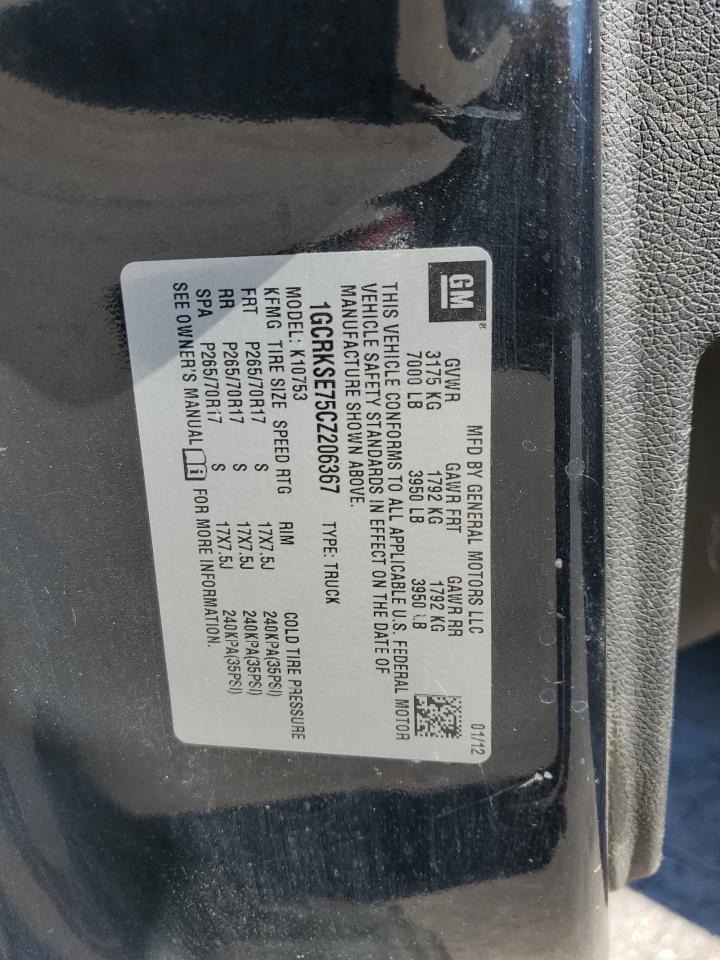 GM®
MFD BY GENERAL MOTORS LLC 01/12
GVWR GAWR FRT GAWR RR
3175 KG 1792 KG 1792 KG
7000 LB 3950 LB 3950 LB
THIS VEHICLE CONFORMS TO ALL APPLICABLE U.S. FEDERAL MOTOR
VEHICLE SAFETY STANDARDS IN EFFECT ON THE DATE OF
MANUFACTURE SHOWN ABOVE.
1GCRKSE75CZ206367 TYPE: TRUCK
MODEL: K10753
KFMG TIRE SIZE SPEED RTG RIM COLD TIRE PRESSURE
FRT P265/70R17 S 17X7.5J 240KPA(35PSI)
RR P265/70R17 S 17X7.5J 240KPA(35PSI)
SPA P265/70R17 S 17X7.5J 240KPA(35PSI)
SEE OWNER'S MANUAL i FOR MORE INFORMATION.